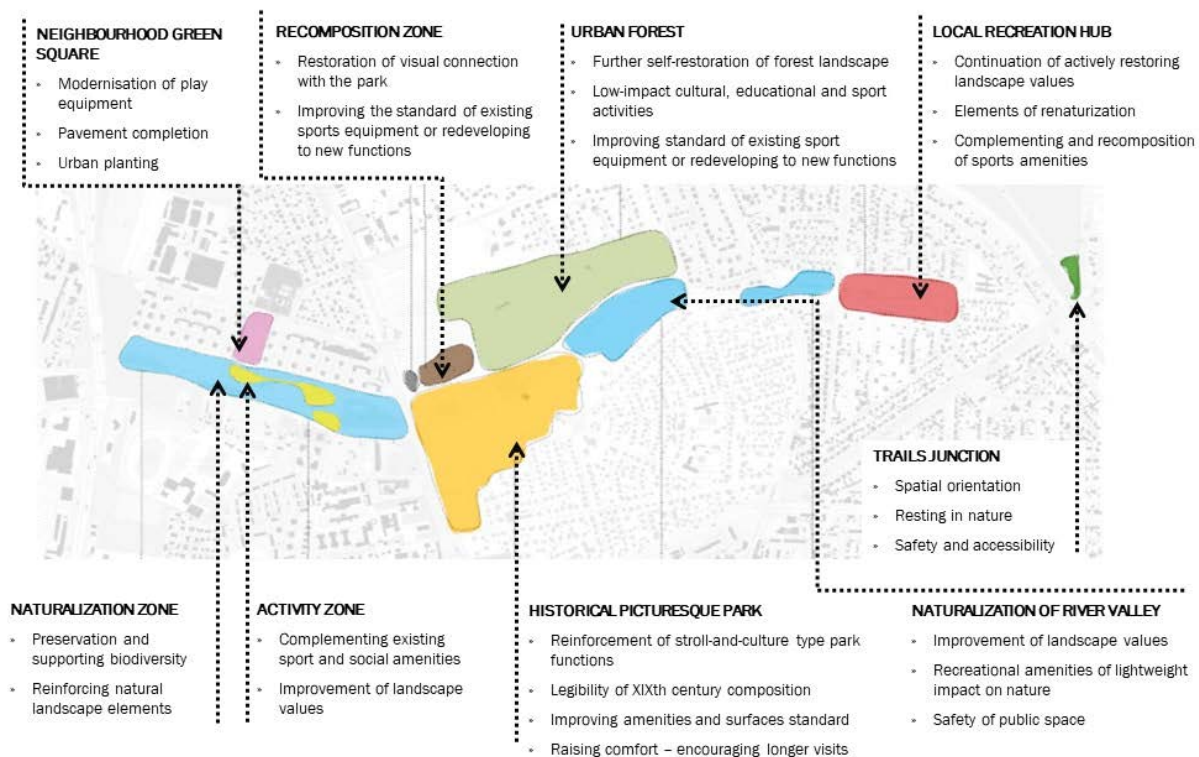 NEIGHBOURHOOD GREEN
SQUARE
» Modernisation of play
equipment
» Pavement completion
» Urban planting
RECOMPOSITION ZONE
» Restoration of visual connection
with the park
» Improving the standard of existing
sports equipment or redeveloping
to new functions
URBAN FOREST
» Further self-restoration of forest landscape
» Low-impact cultural, educational and sport
activities
» Improving standard of existing sport
equipment or redeveloping to new functions
LOCAL RECREATION HUB
» Continuation of actively restoring
landscape values
» Elements of renaturization
» Complementing and recomposition
of sports amenities
TRAILS JUNCTION
» Spatial orientation
» Resting in nature
» Safety and accessibility
NATURALIZATION ZONE
» Preservation and
supporting biodiversity
» Reinforcing natural
landscape elements
ACTIVITY ZONE
» Complementing existing
sport and social amenities
» Improvement of landscape
values
HISTORICAL PICTURESQUE PARK
» Reinforcement of stroll-and-culture type park
functions
» Legibility of XIXth century composition
» Improving amenities and surfaces standard
» Raising comfort – encouraging longer visits
NATURALIZATION OF RIVER VALLEY
» Improvement of landscape values
» Recreational amenities of lightweight
impact on nature
» Safety of public space